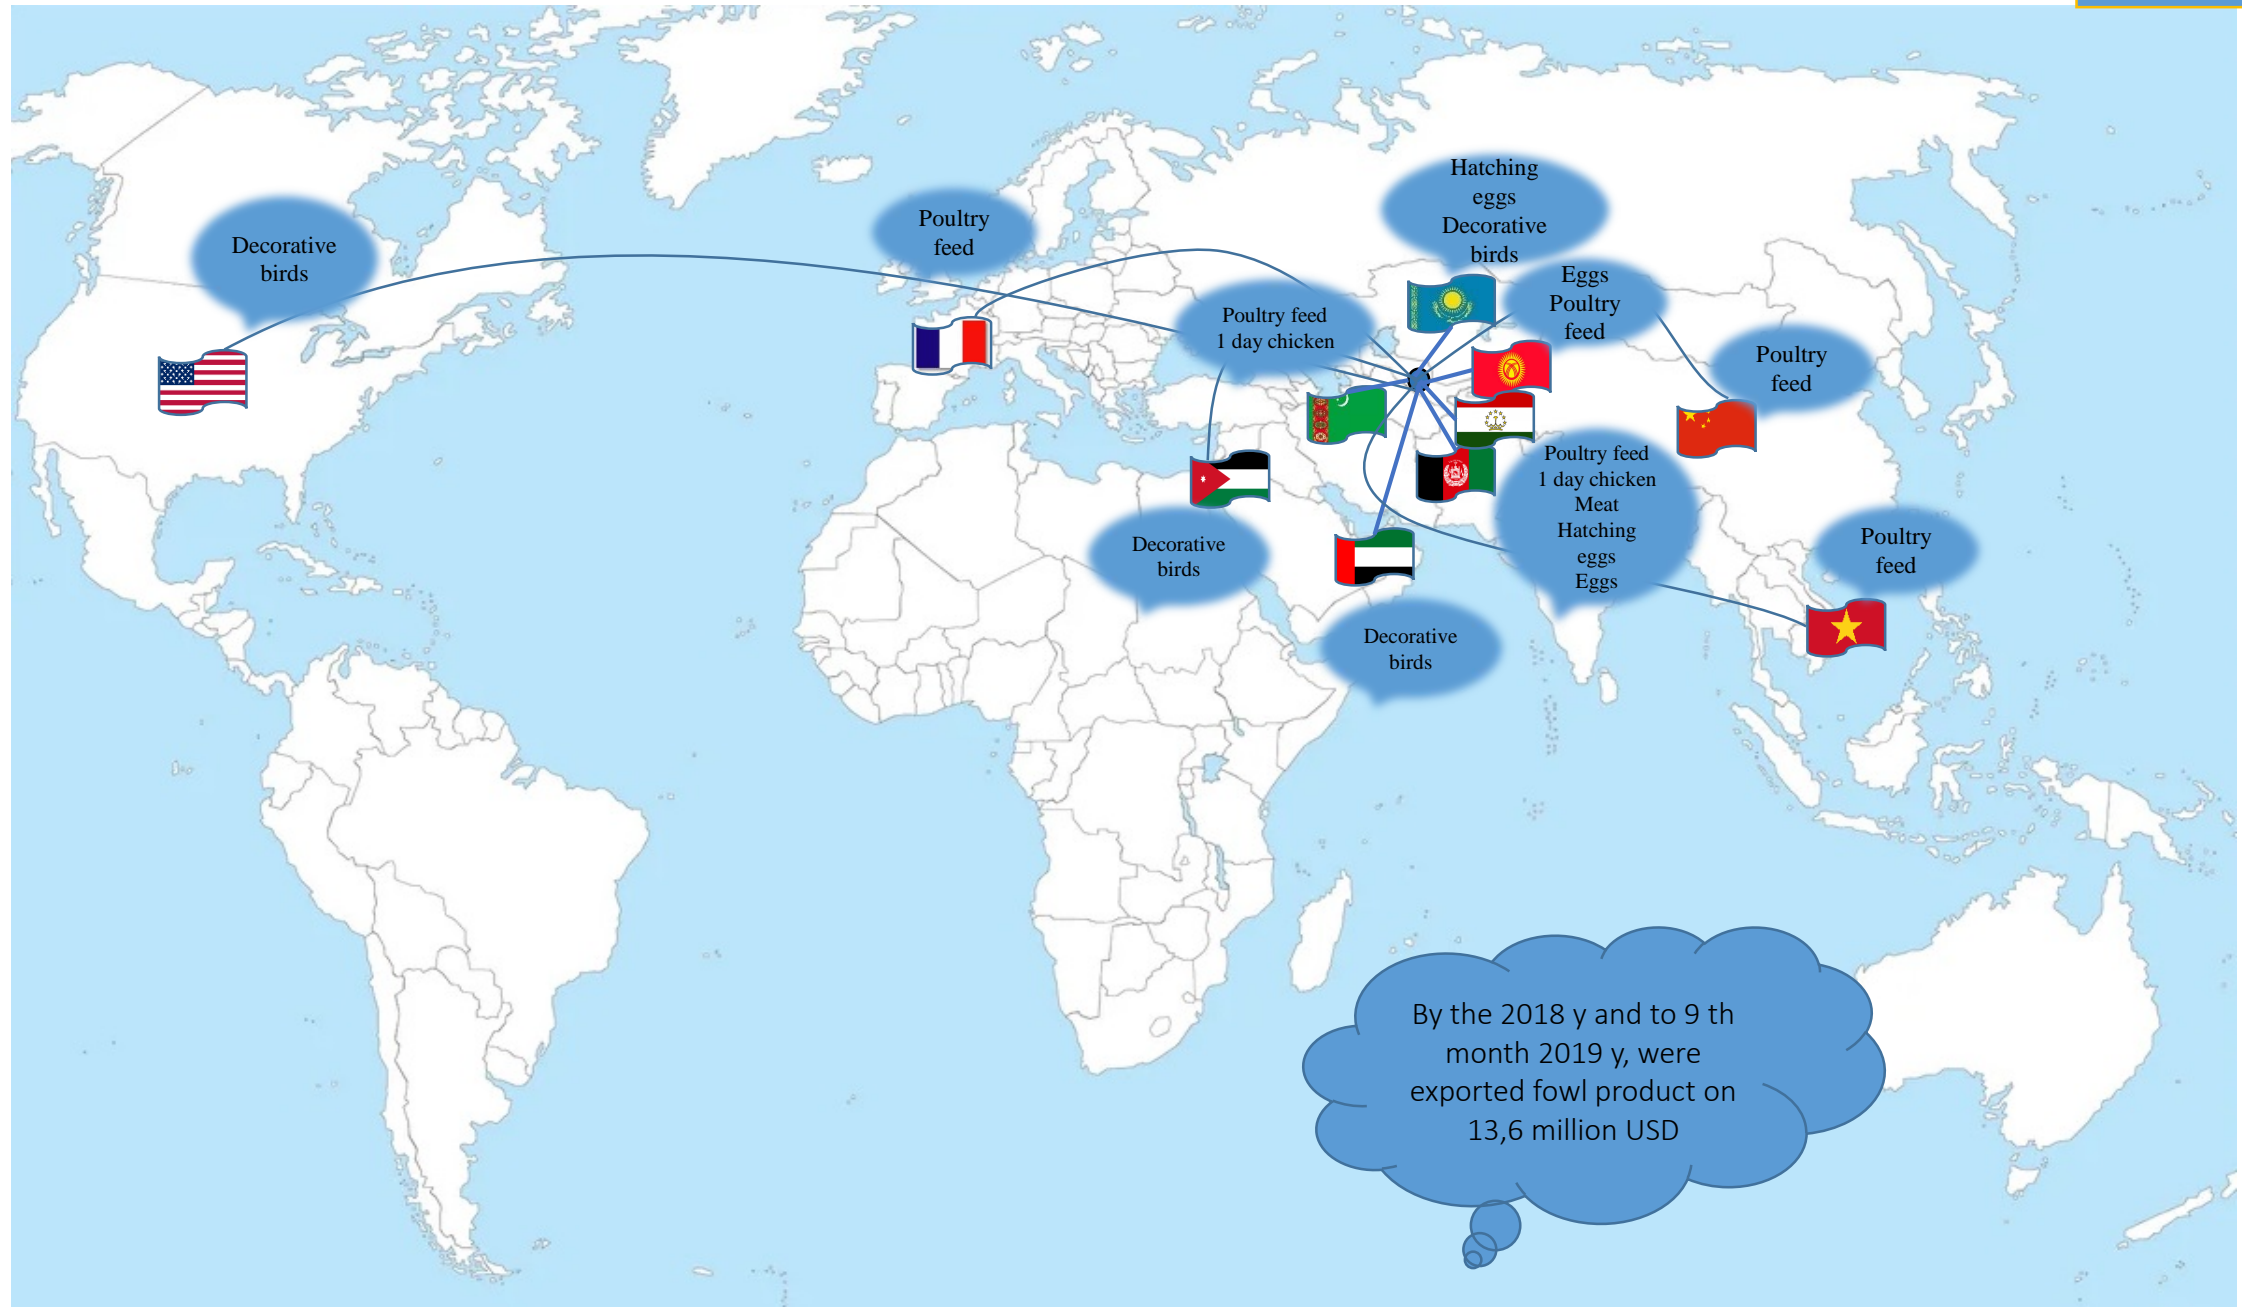 Hatching
eggs
Decorative
birds
Decorative
birds
Poultry
feed
Eggs
Poultry
feed
Poultry feed
1 day chicken
Poultry
feed
Poultry feed
1 day chicken
Meat
Hatching
eggs
Eggs
Decorative
birds
Poultry
feed
Decorative
birds
By the 2018 y and to 9 th
month 2019 y, were
exported fowl product on
13,6 million USD